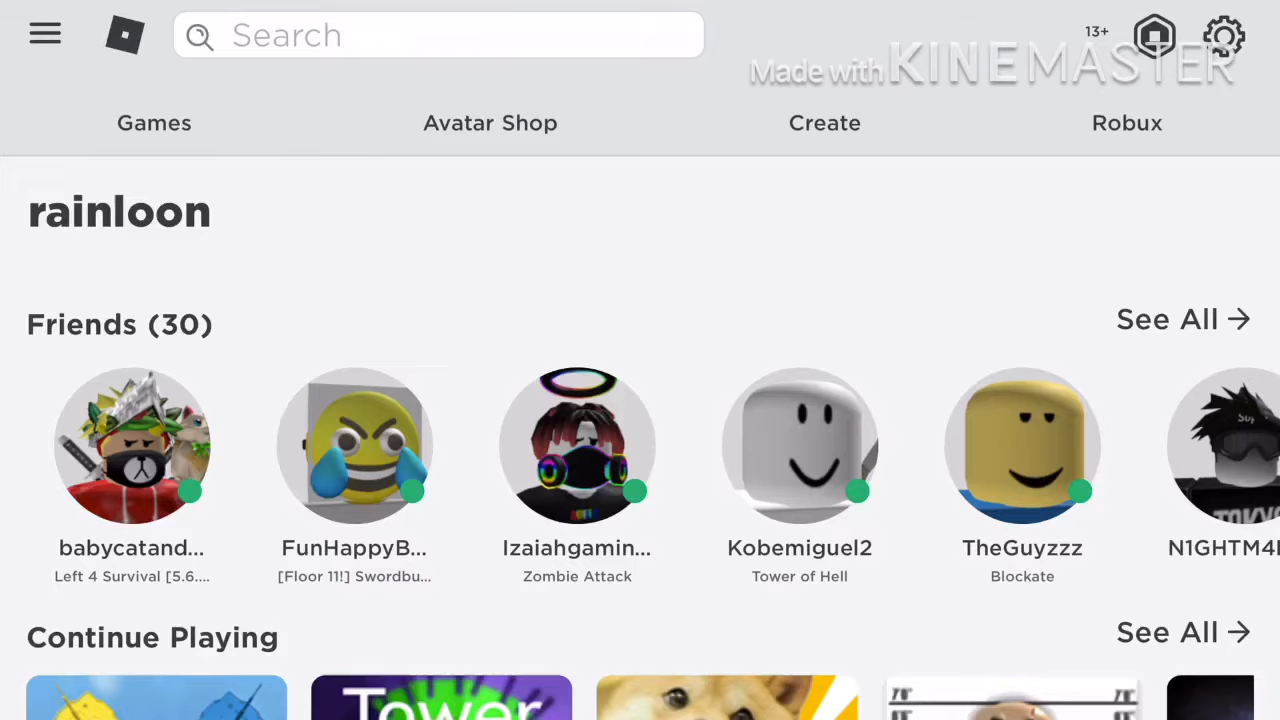 Search
13+
Made with KINEMASTER
Games Avatar Shop Create Robux
rainloon
Friends (30) See All
babycatand... FunHappyB... Izaiahgamin... Kobemiguel2 TheGuyzzz
Left 4 Survival [5.6.... [Floor 11!] Swordbu... Zombie Attack Tower of Hell Blockate
Continue Playing See All
Tower